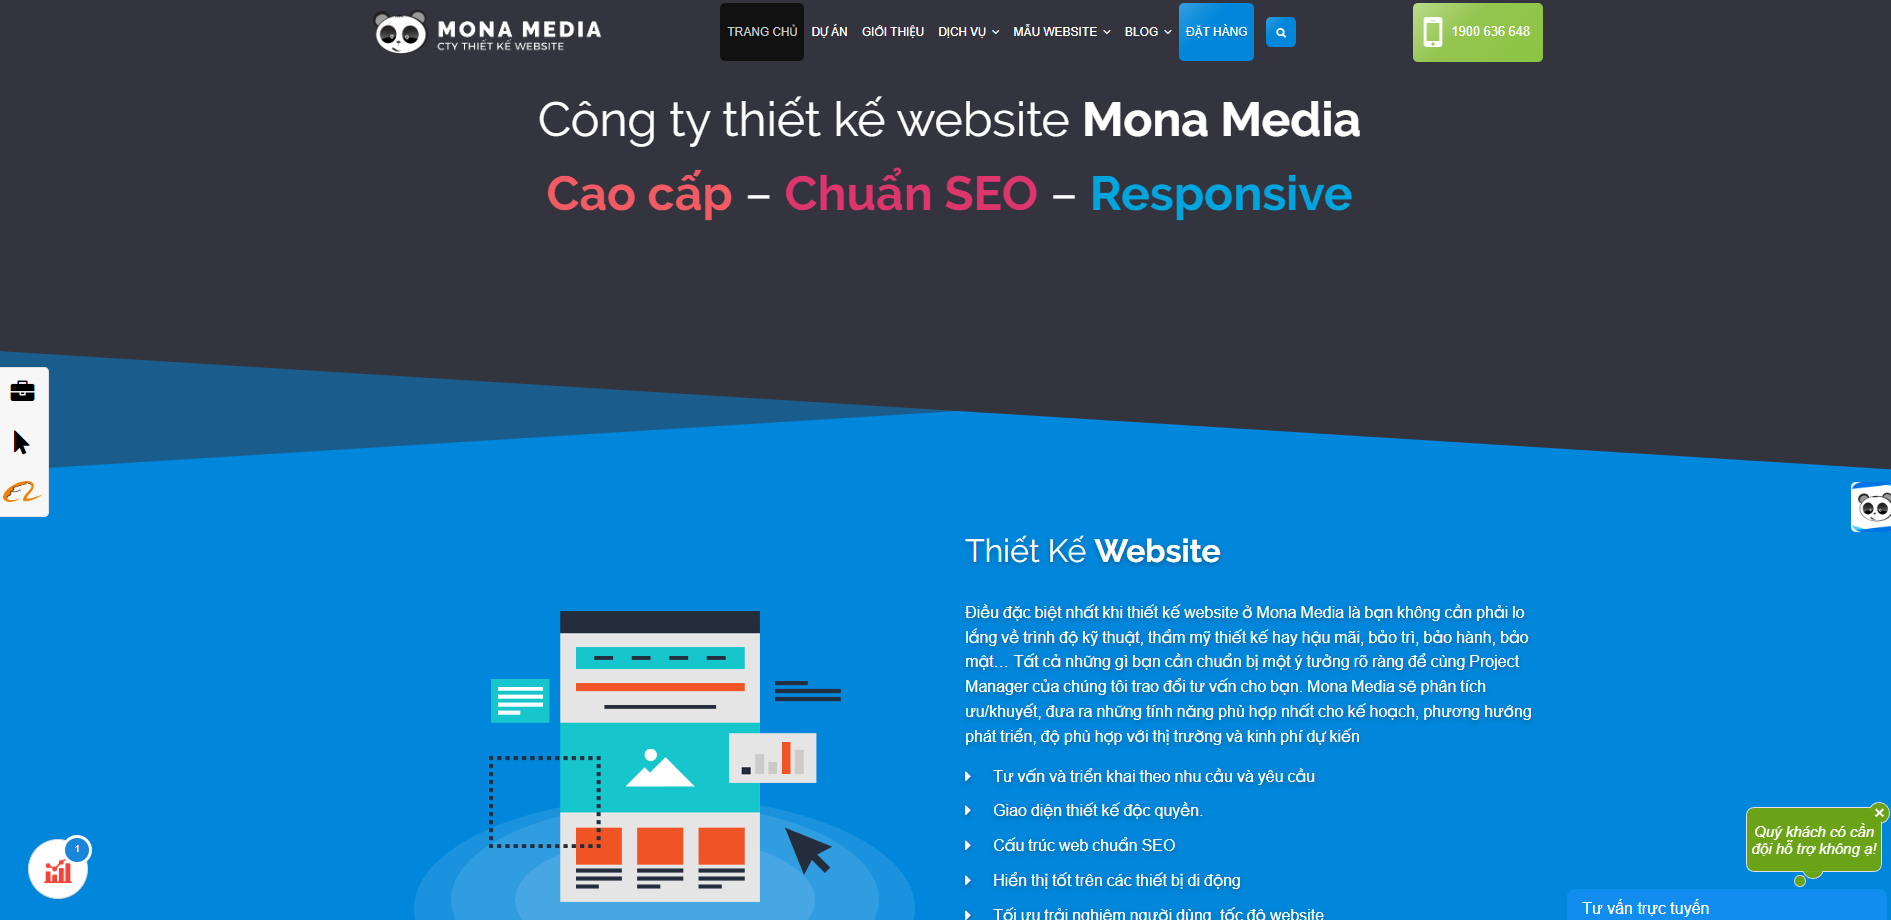 MONA MEDIA
CTY THIẾT KẾ WEBSITE
TRANG CHỦ
DỰ ÁN
GIỚI THIỆU
DỊCH VỤ
MẪU WEBSITE
BLOG
ĐẶT HÀNG
1900 636 648
Công ty thiết kế website Mona Media
Cao cấp – Chuẩn SEO – Responsive
Thiết Kế Website
Điều đặc biệt nhất khi thiết kế website ở Mona Media là bạn không cần phải lo
lắng về trình độ kỹ thuật, thẩm mỹ thiết kế hay hậu mãi, bảo trì, bảo hành, bảo
mật… Tất cả những gì bạn cần chuẩn bị một ý tưởng rõ ràng để cùng Project
Manager của chúng tôi trao đổi tư vấn cho bạn. Mona Media sẽ phân tích
ưu/khuyết, đưa ra những tính năng phù hợp nhất cho kế hoạch, phương hướng
phát triển, độ phù hợp với thị trường và kinh phí dự kiến
Tư vấn và triển khai theo nhu cầu và yêu cầu
Giao diện thiết kế độc quyền.
Cấu trúc web chuẩn SEO
Hiển thị tốt trên các thiết bị di động
Tối ưu trải nghiệm người dùng, tốc độ website
1
Quý khách có cần
đội hỗ trợ không ạ!
Tư vấn trực tuyến